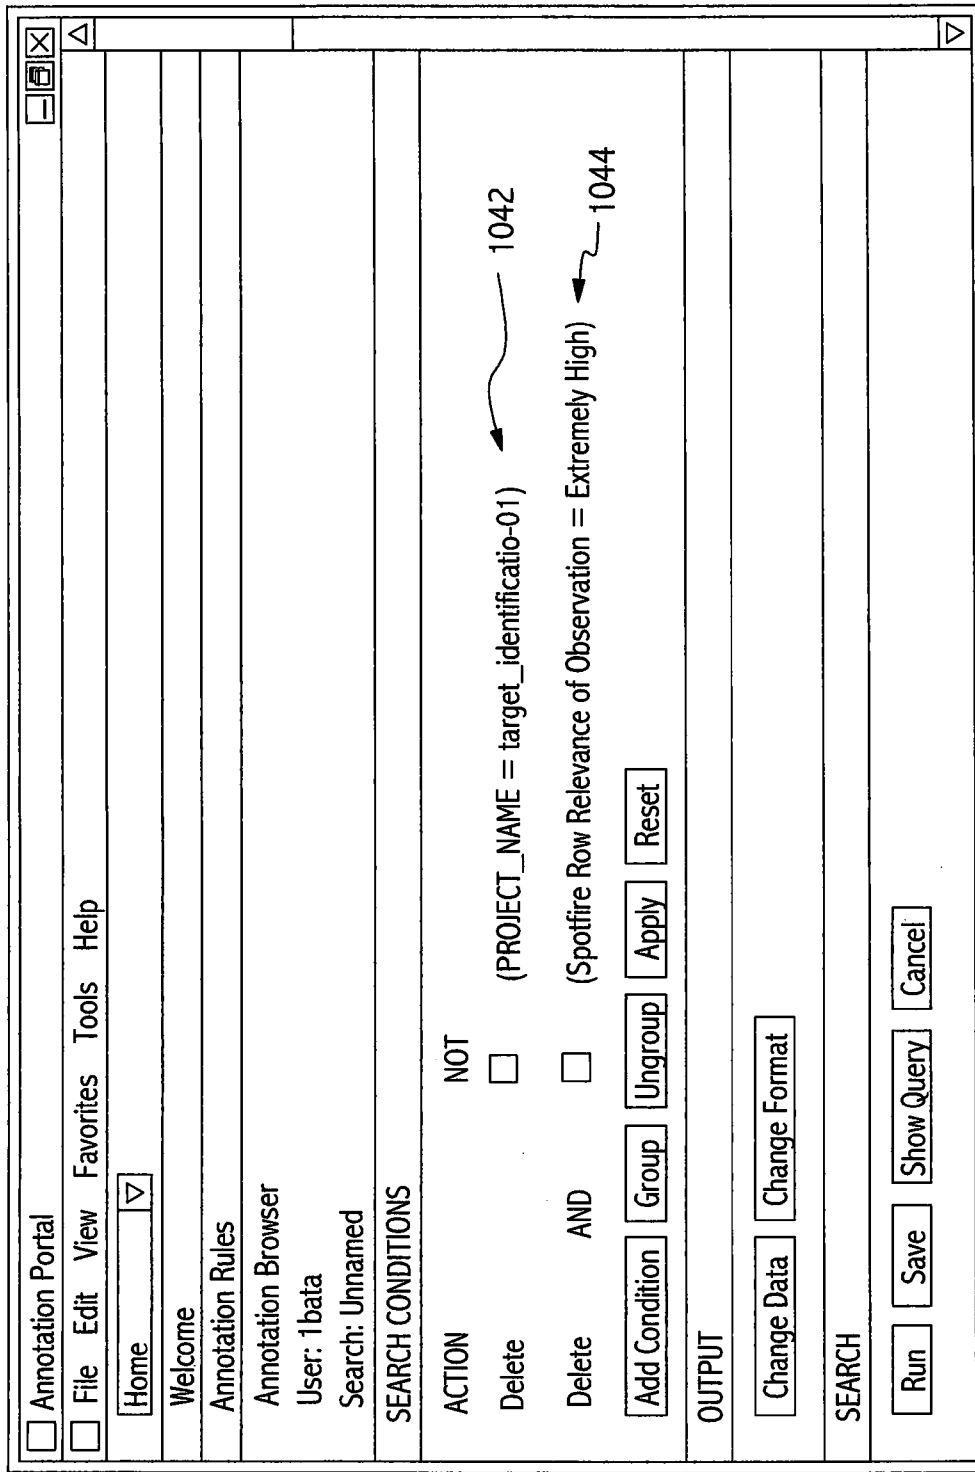 Annotation Portal
File Edit View Favorites Tools Help
Home
Welcome
Annotation Rules
Annotation Browser
User: 1bata
Search: Unnamed
SEARCH CONDITIONS
ACTION NOT
Delete (PROJECT_NAME = target_identificatio-01) 1042
Delete AND (Spotfire Row Relevance of Observation = Extremely High) 1044
Add Condition Group Ungroup Apply Reset
OUTPUT
Change Data Change Format
SEARCH
Run Save Show Query Cancel